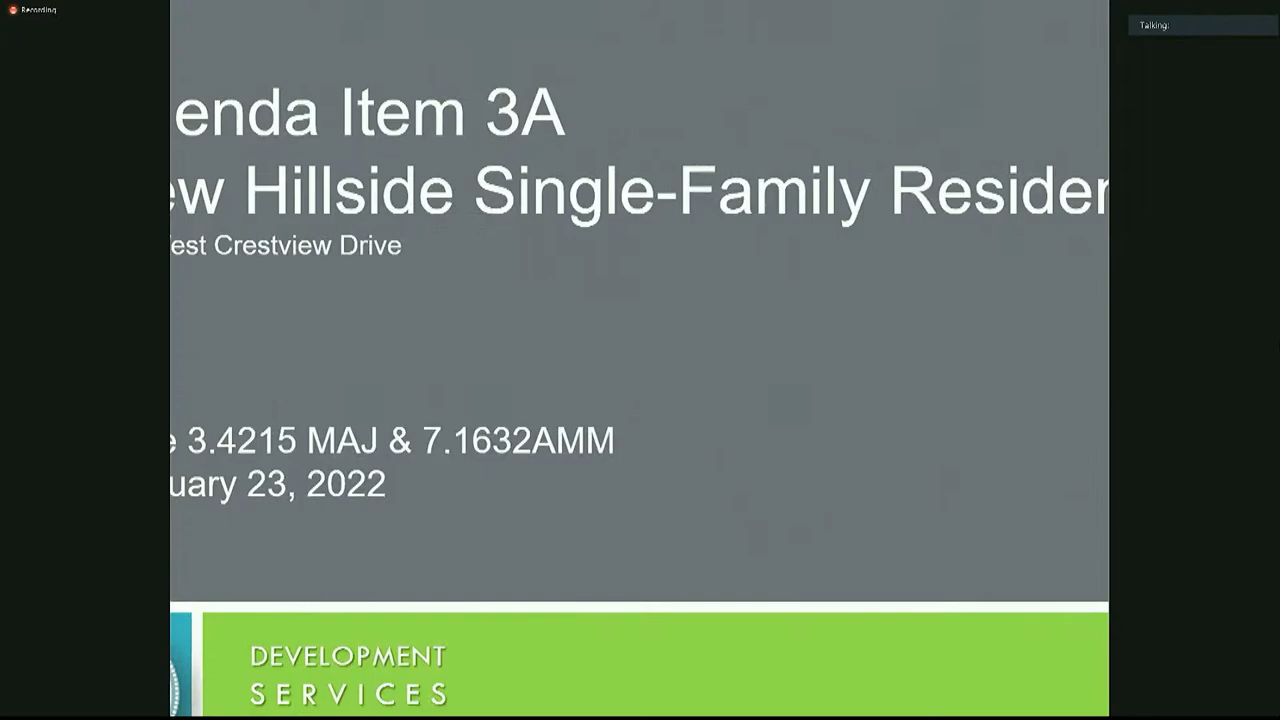 Recording
Talking:
enda Item 3A
ew Hillside Single-Family Residen
est Crestview Drive
e 3.4215 MAJ & 7.1632AMM
uary 23, 2022
DEVELOPMENT
SERVICES